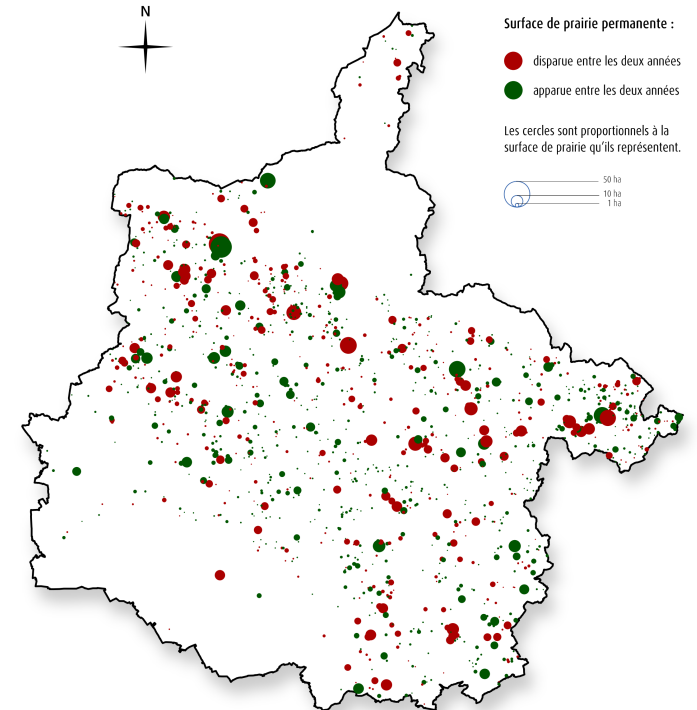 N
Surface de prairie permanente :
disparue entre les deux années
apparue entre les deux années
Les cercles sont proportionnels à la
surface de prairie qu'ils représentent.
50 ha
10 ha
1 ha